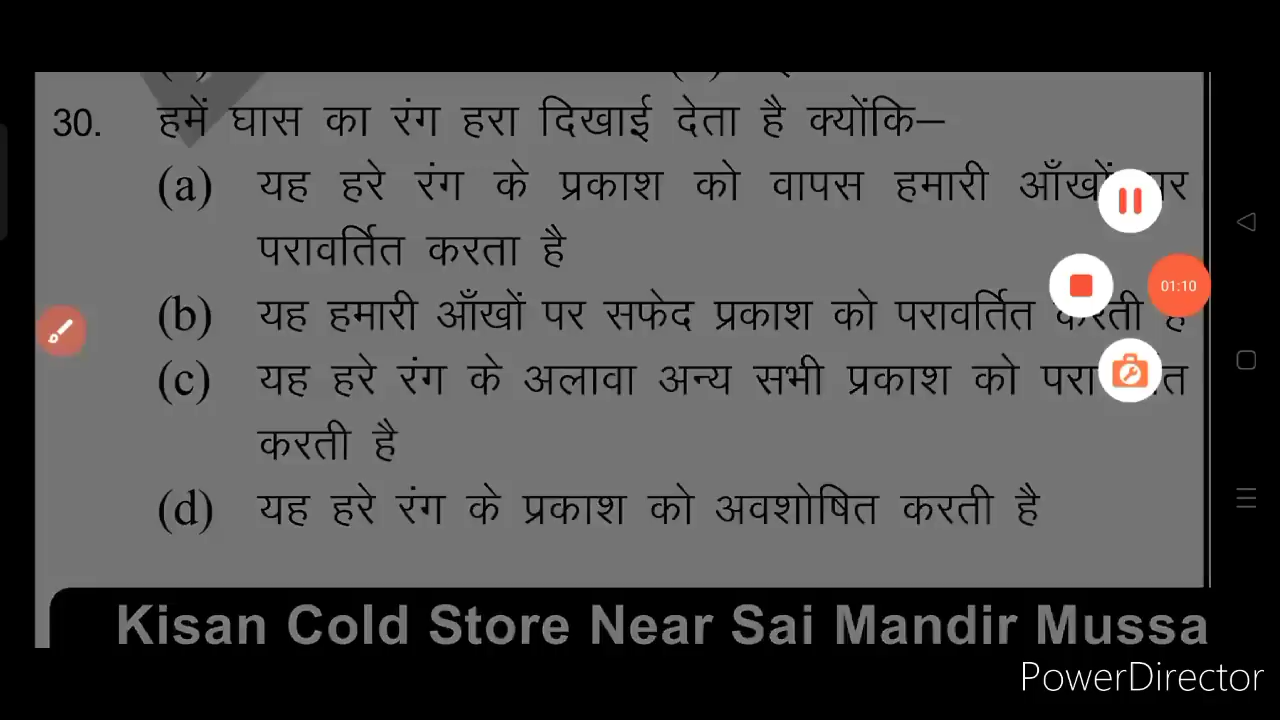 30. हमें घास का रंग हरा दिखाई देता है क्योंकि–
(a) यह हरे रंग के प्रकाश को वापस हमारी आँखों पर
परावर्तित करता है
01:10
(b) यह हमारी आँखों पर सफेद प्रकाश को परावर्तित करती है
(c) यह हरे रंग के अलावा अन्य सभी प्रकाश को
करती है
(d) यह हरे रंग के प्रकाश को अवशोषित करती है
Kisan Cold Store Near Sai Mandir Mussa
PowerDirector